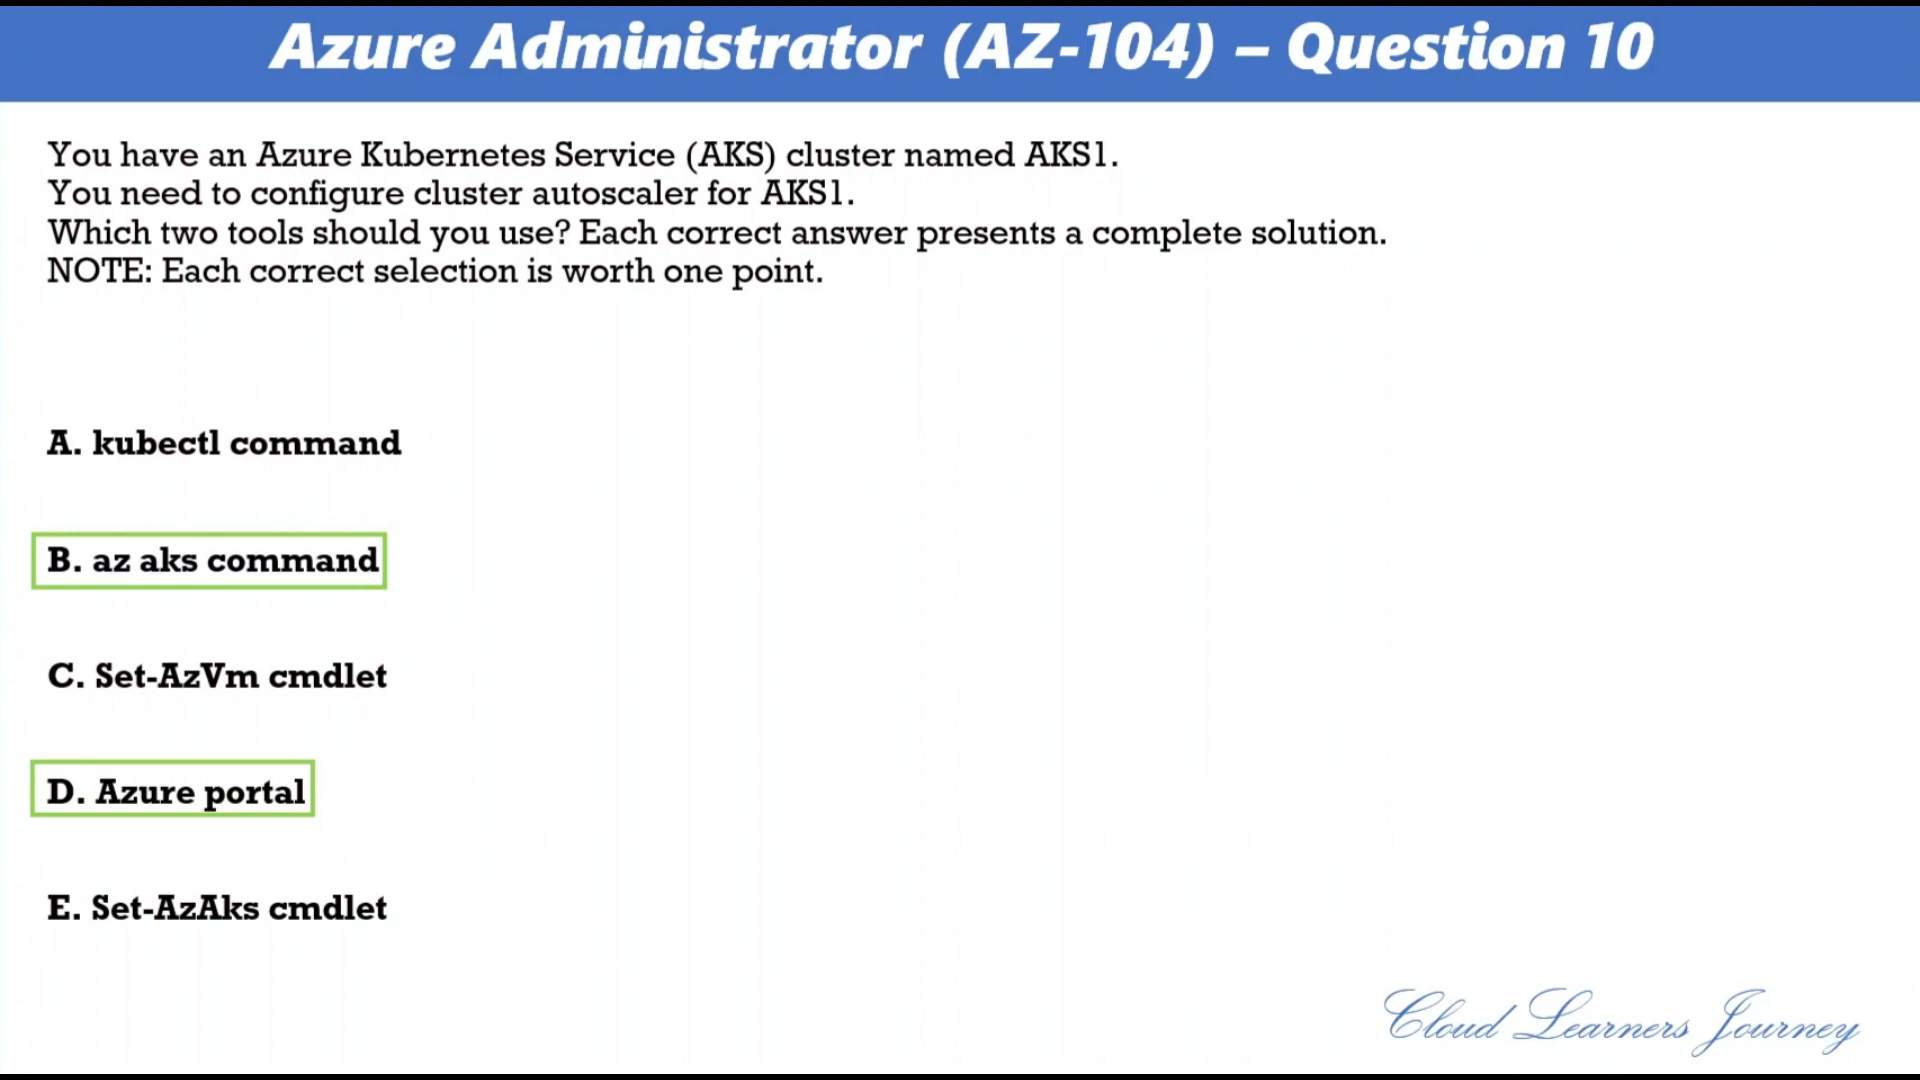 Azure Administrator (AZ-104) – Question 10
You have an Azure Kubernetes Service (AKS) cluster named AKS1.
You need to configure cluster autoscaler for AKS1.
Which two tools should you use? Each correct answer presents a complete solution.
NOTE: Each correct selection is worth one point.
A. kubectl command
B. az aks command
C. Set-AzVm cmdlet
D. Azure portal
E. Set-AzAks cmdlet
Cloud Learners Journey